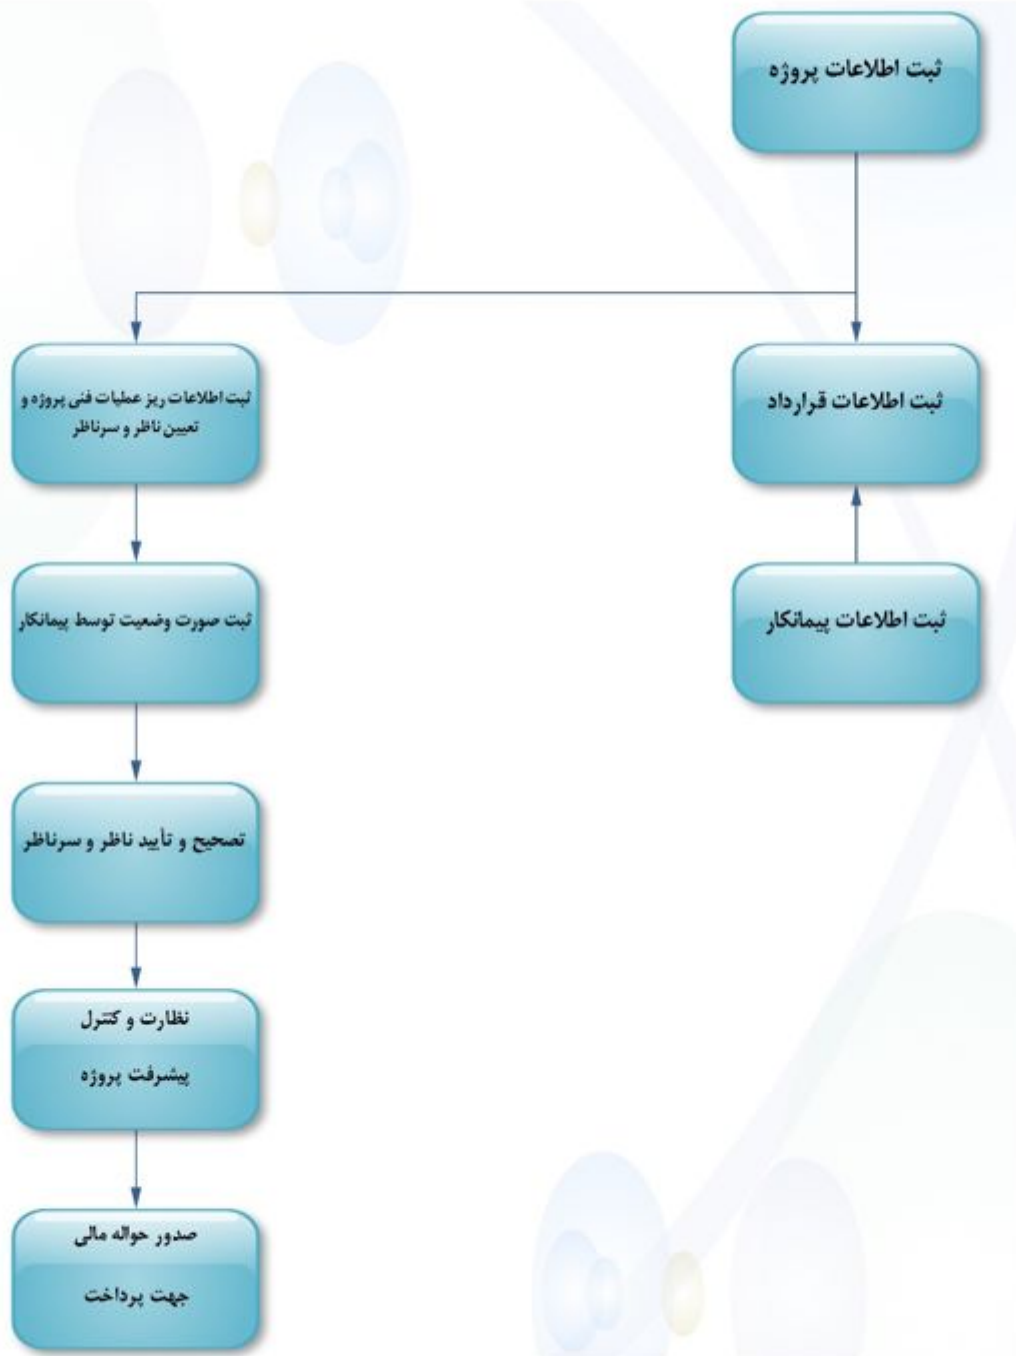 ثبت اطلاعات پروژه
ثبت اطلاعات قرارداد
ثبت اطلاعات پیمانکار
ثبت اطلاعات ریز عملیات فنی پروژه و
تعیین ناظر و سرناظر
ثبت صورت وضعیت توسط پیمانکار
تصحیح و تأیید ناظر و سرناظر
نظارت و کنترل
پیشرفت پروژه
صدور حواله مالی
جهت پرداخت